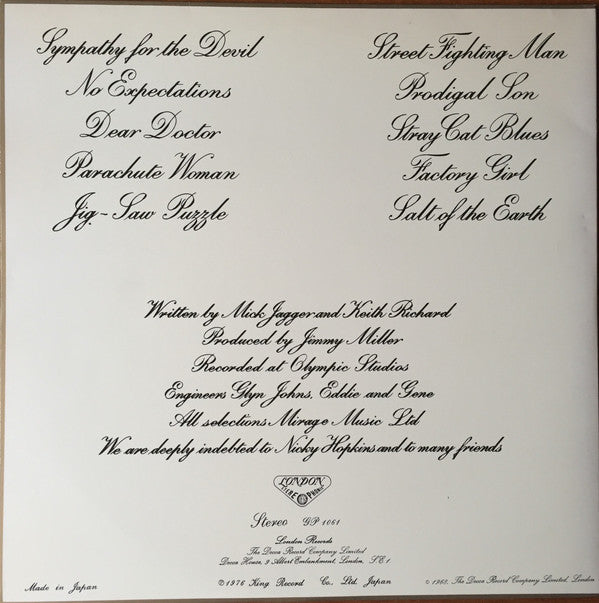 Sympathy for the Devil
No Expectations
Dear Doctor
Parachute Woman
Jig-Saw Puzzle
Street Fighting Man
Prodigal Son
Stray Cat Blues
Factory Girl
Salt of the Earth
Written by Mick Jagger and Keith Richard
Produced by Jimmy Miller
Recorded at Olympic Studios
Engineers Glyn Johns, Eddie and Gene
All selections Mirage Music Ltd
We are deeply indebted to Nicky Hopkins and to many friends
LONDON
Stereo GP 1061
London Records
The Decca Record Company Limited
Decca House, 9 Albert Embankment, London, S.E.1
Made in Japan
© ℗ 1976 King Record Co., Ltd. Japan
© 1968, The Decca Record Company Limited, London